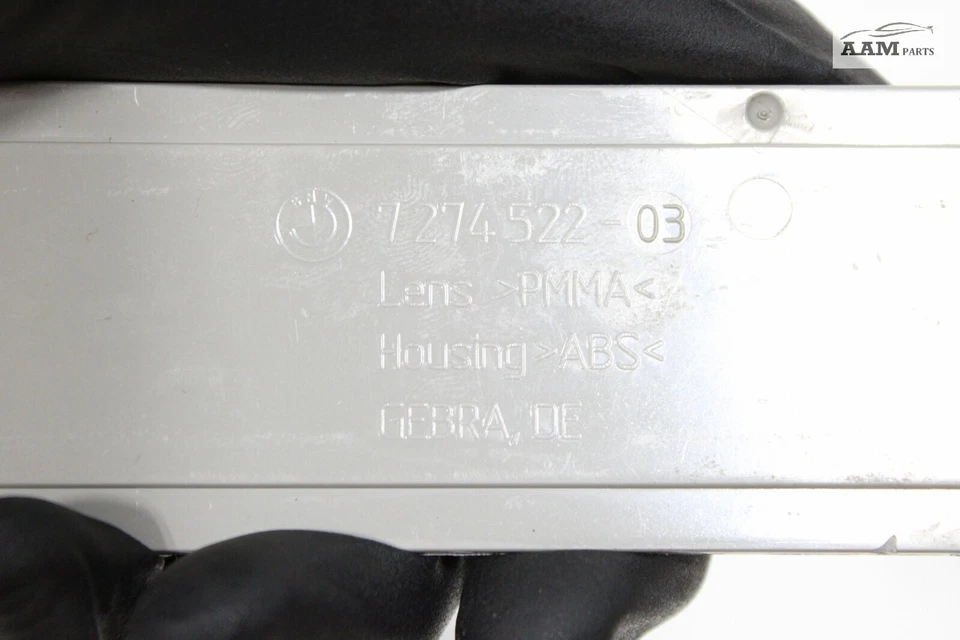 AAM PARTS
7274522-03
Lens >PMMA<
Housing >ABS<
GEBRA, DE